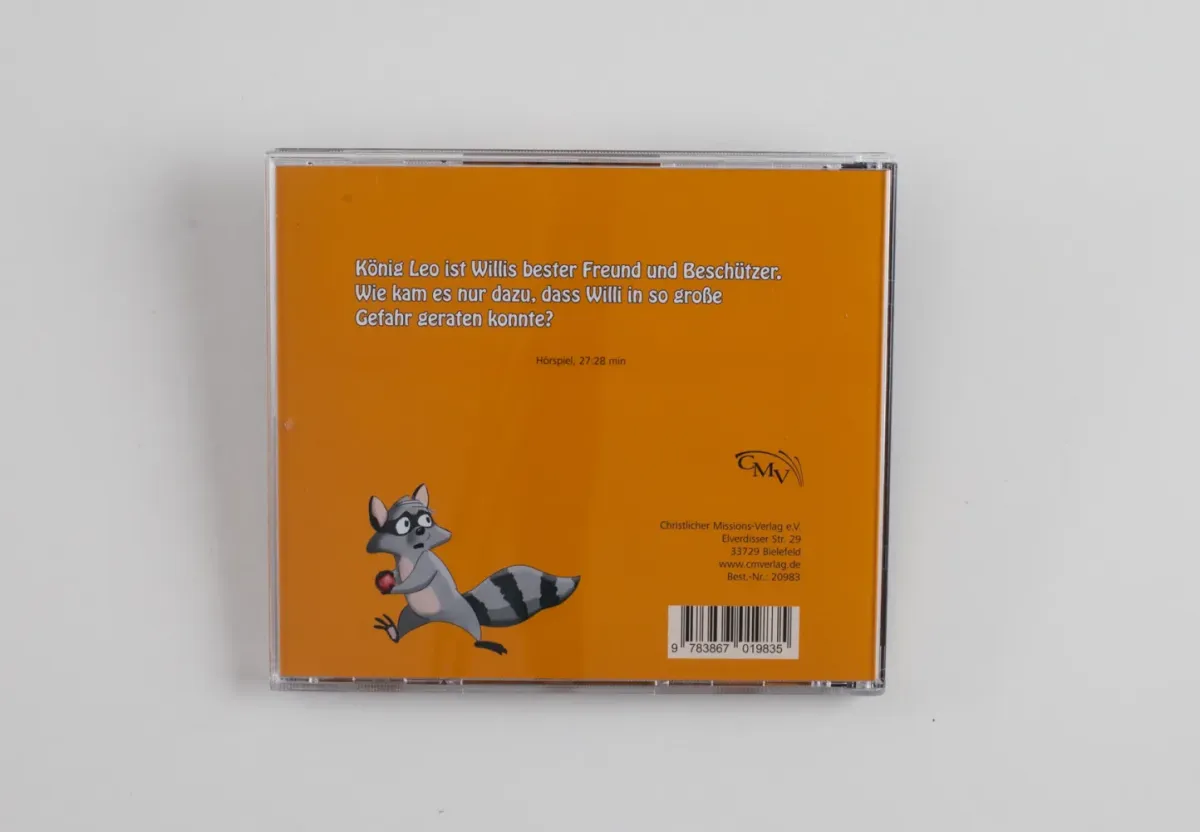 König Leo ist Willis bester Freund und Beschützer.
Wie kam es nur dazu, dass Willi in so große
Gefahr geraten konnte?
Hörspiel, 27:28 min
CMV
Christlicher Missions-Verlag e.V.
Elverdisser Str. 29
33729 Bielefeld
www.cmverlag.de
Best.-Nr.: 20983
9 783867 019835